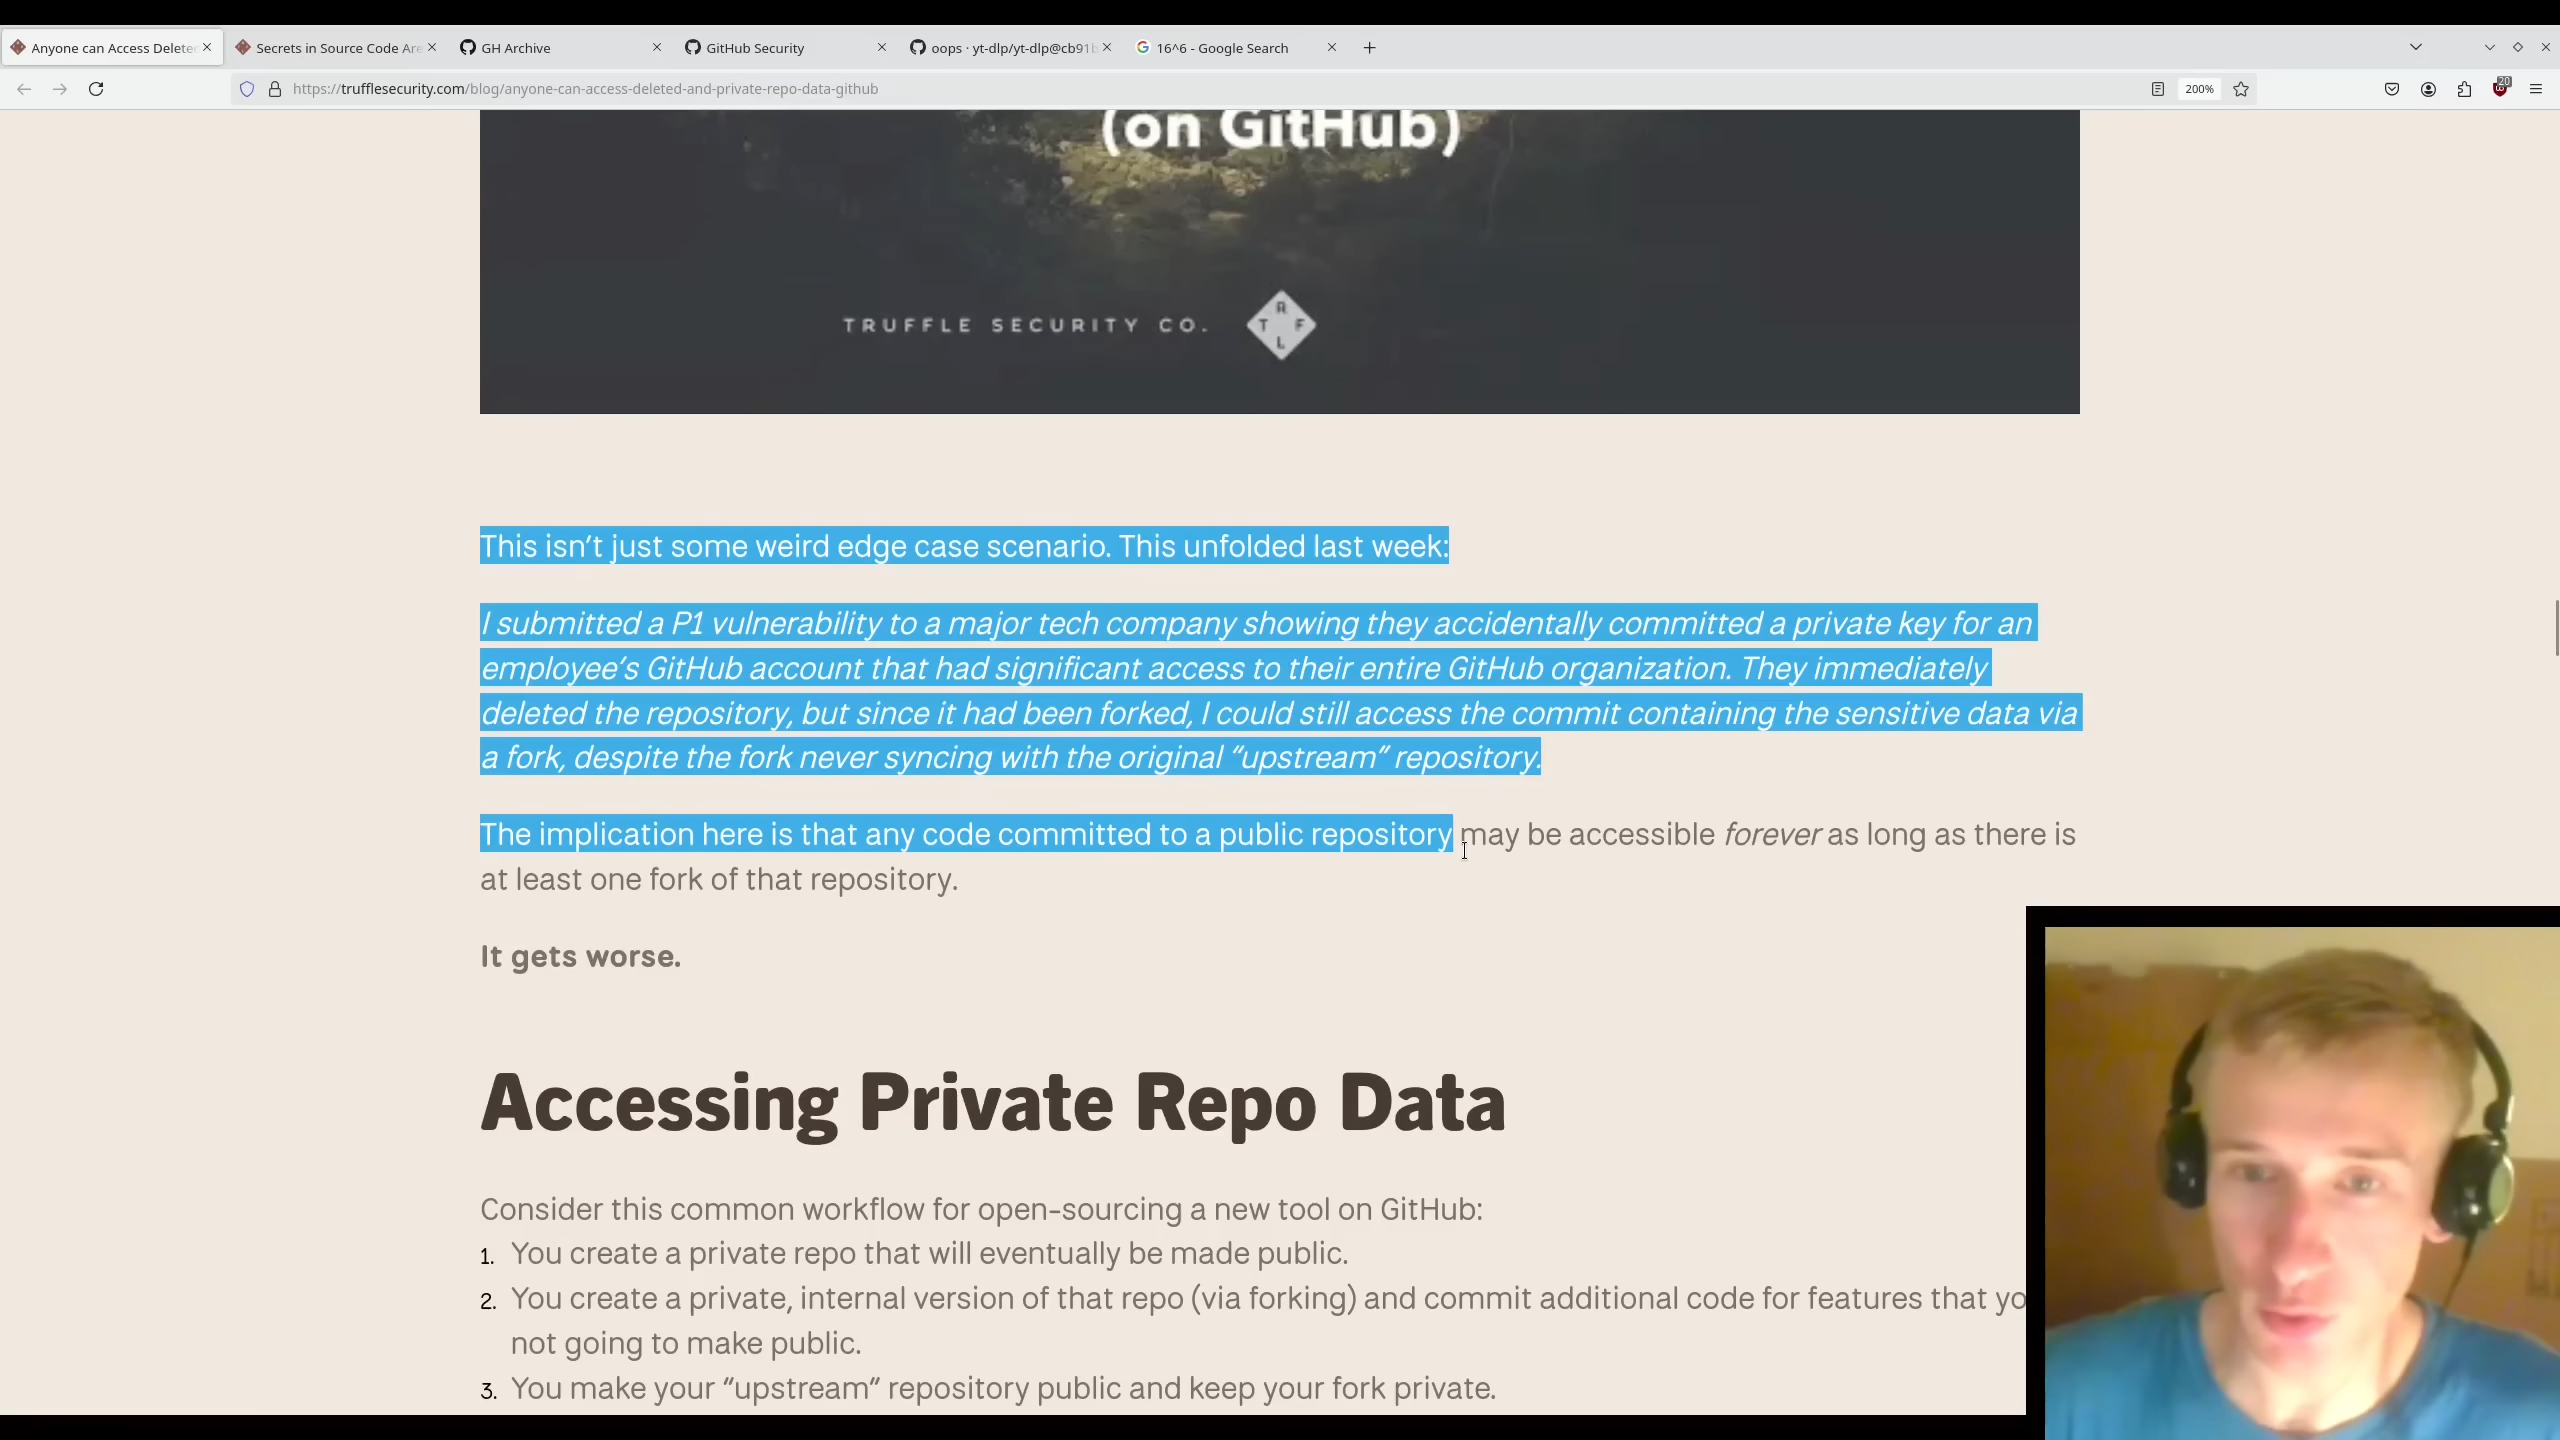 Anyone can Access Delete
Secrets in Source Code Are
GH Archive
GitHub Security
oops · yt-dlp/yt-dlp@cb91b
16^6 - Google Search
https://trufflesecurity.com/blog/anyone-can-access-deleted-and-private-repo-data-github
200%
20
(on GitHub)
TRUFFLE SECURITY CO.
R
T F
L
This isn’t just some weird edge case scenario. This unfolded last week:
I submitted a P1 vulnerability to a major tech company showing they accidentally committed a private key for an
employee’s GitHub account that had significant access to their entire GitHub organization. They immediately
deleted the repository, but since it had been forked, I could still access the commit containing the sensitive data via
a fork, despite the fork never syncing with the original “upstream” repository.
The implication here is that any code committed to a public repository may be accessible forever as long as there is
at least one fork of that repository.
It gets worse.
Accessing Private Repo Data
Consider this common workflow for open-sourcing a new tool on GitHub:
1. You create a private repo that will eventually be made public.
2. You create a private, internal version of that repo (via forking) and commit additional code for features that yo
not going to make public.
3. You make your “upstream” repository public and keep your fork private.